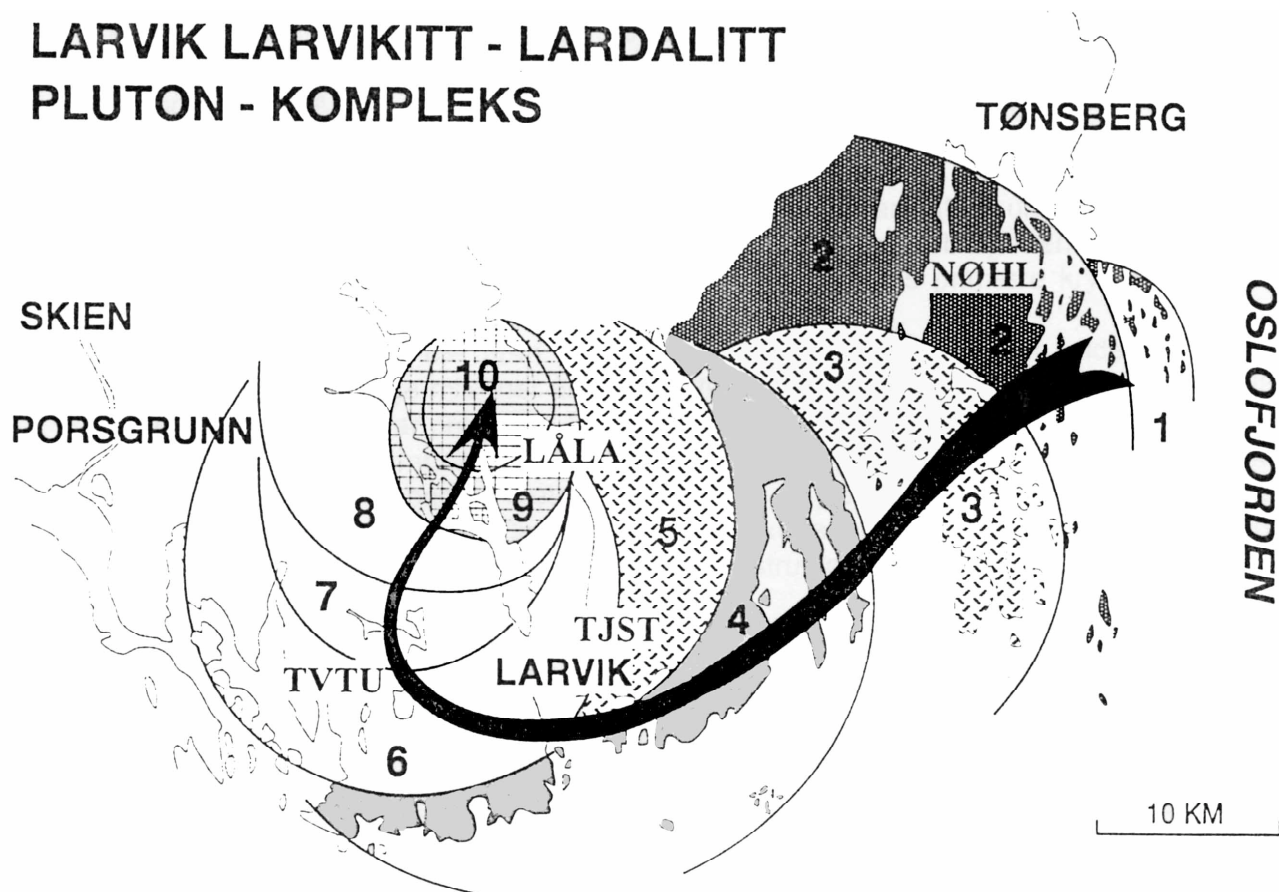 LARVIK LARVIKITT - LARDALITT
PLUTON - KOMPLEKS
TØNSBERG
2
NØHL
OSLOFJORDEN
SKIEN
3
2
10
1
PORSGRUNN
LÅLA
8
9
5
3
7
4
TJST
TVTU
LARVIK
6
10 KM